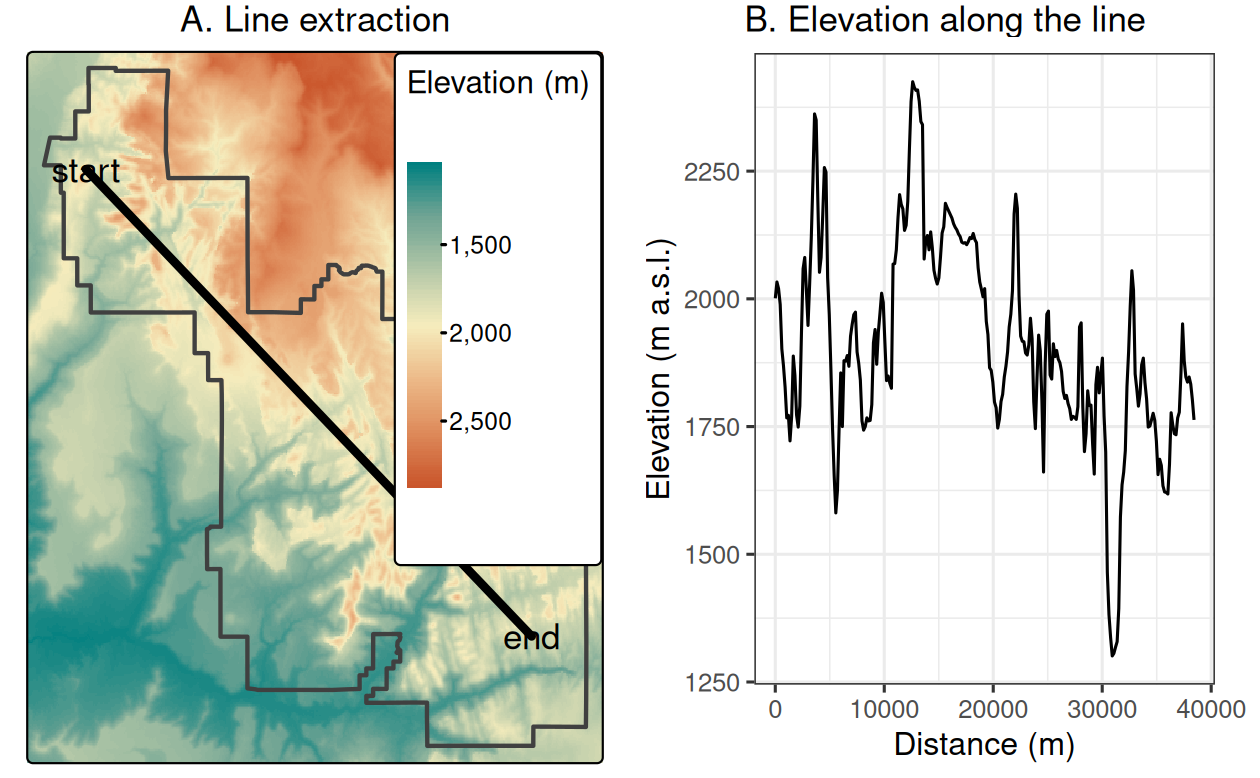 A. Line extraction
start
end
Elevation (m)
1,500
2,000
2,500
B. Elevation along the line
Elevation (m a.s.l.)
2250
2000
1750
1500
1250
0 10000 20000 30000 40000
Distance (m)